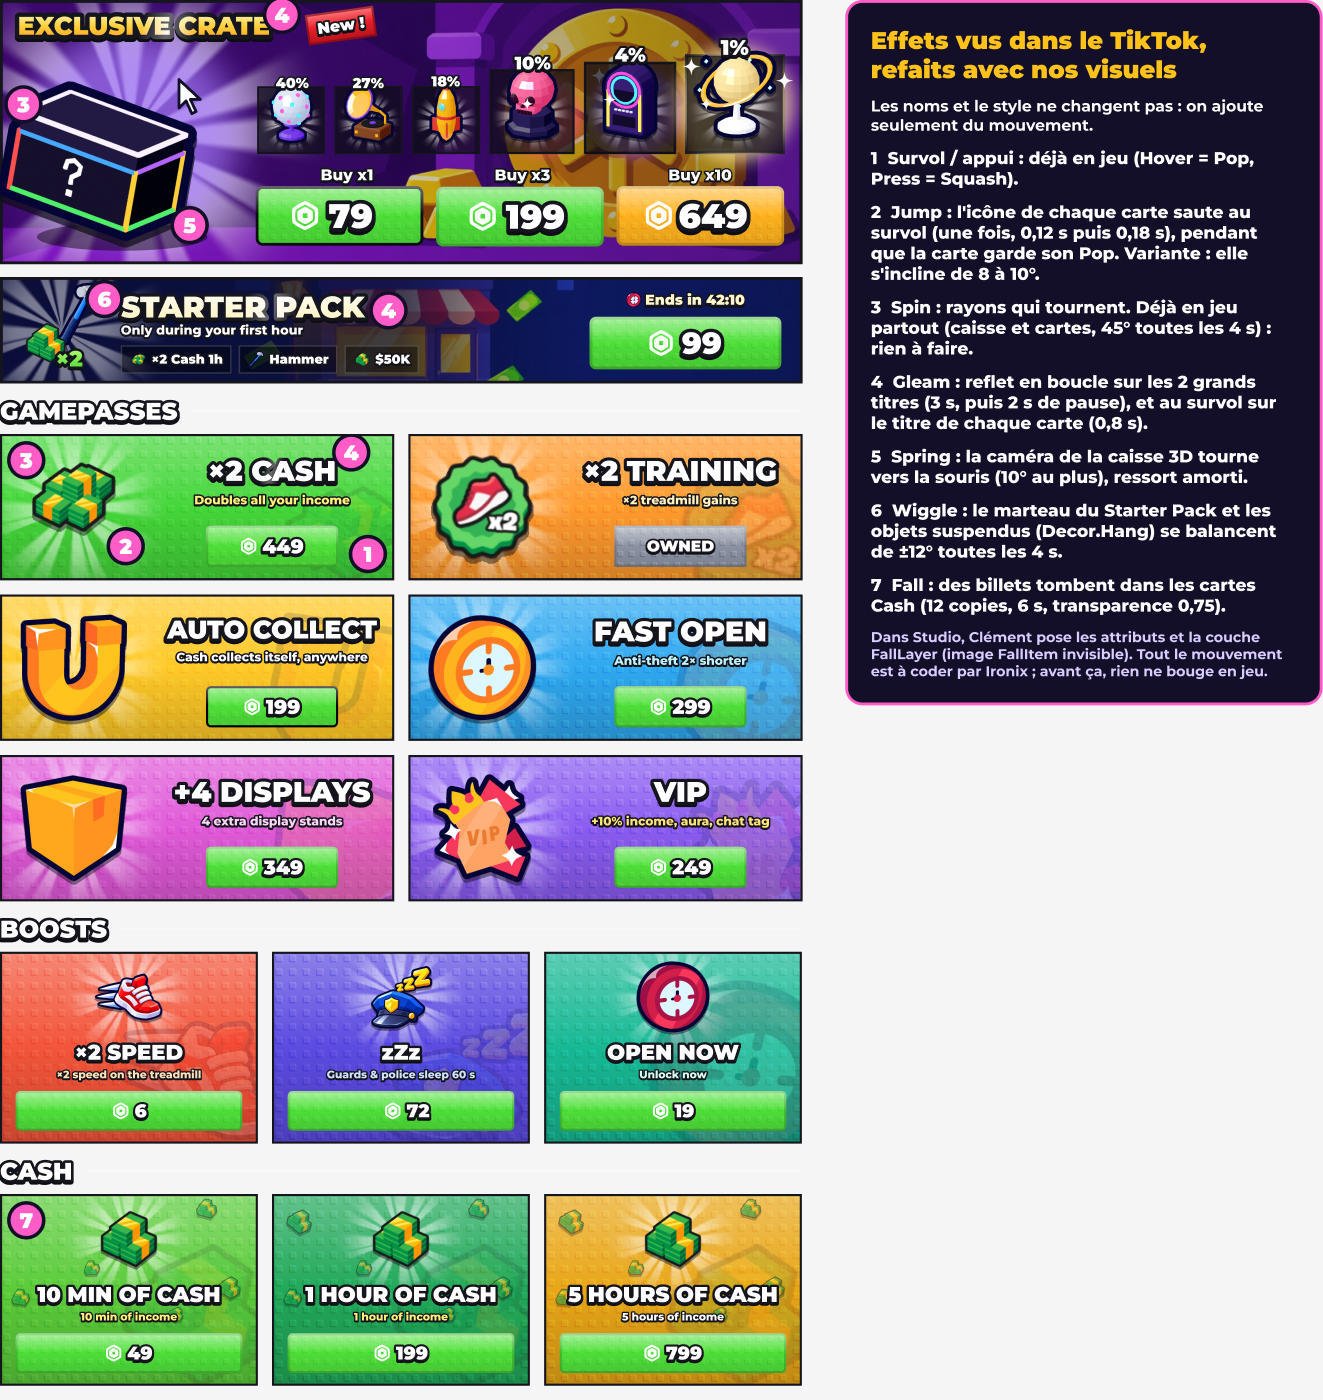 EXCLUSIVE CRATE
4
New !
3
?
5
40%
27%
18%
10%
4%
1%
Buy x1
Buy x3
Buy x10
79
199
649
6
STARTER PACK
4
Only during your first hour
×2
×2 Cash 1h
Hammer
$50K
Ends in 42:10
99
GAMEPASSES
3
4
×2 CASH
Doubles all your income
2
449
1
×2 TRAINING
×2 treadmill gains
x2
OWNED
AUTO COLLECT
Cash collects itself, anywhere
199
FAST OPEN
Anti-theft 2× shorter
299
+4 DISPLAYS
4 extra display stands
349
VIP
VIP
+10% income, aura, chat tag
249
BOOSTS
×2 SPEED
×2 speed on the treadmill
6
zzZ
zZz
Guards & police sleep 60 s
72
OPEN NOW
Unlock now
19
CASH
7
10 MIN OF CASH
10 min of income
49
1 HOUR OF CASH
1 hour of income
199
5 HOURS OF CASH
5 hours of income
799
Effets vus dans le TikTok,
refaits avec nos visuels
Les noms et le style ne changent pas : on ajoute
seulement du mouvement.
1 Survol / appui : déjà en jeu (Hover = Pop,
Press = Squash).
2 Jump : l'icône de chaque carte saute au
survol (une fois, 0,12 s puis 0,18 s), pendant
que la carte garde son Pop. Variante : elle
s'incline de 8 à 10°.
3 Spin : rayons qui tournent. Déjà en jeu
partout (caisse et cartes, 45° toutes les 4 s) :
rien à faire.
4 Gleam : reflet en boucle sur les 2 grands
titres (3 s, puis 2 s de pause), et au survol sur
le titre de chaque carte (0,8 s).
5 Spring : la caméra de la caisse 3D tourne
vers la souris (10° au plus), ressort amorti.
6 Wiggle : le marteau du Starter Pack et les
objets suspendus (Decor.Hang) se balancent
de ±12° toutes les 4 s.
7 Fall : des billets tombent dans les cartes
Cash (12 copies, 6 s, transparence 0,75).
Dans Studio, Clément pose les attributs et la couche
FallLayer (image FallItem invisible). Tout le mouvement
est à coder par Ironix ; avant ça, rien ne bouge en jeu.